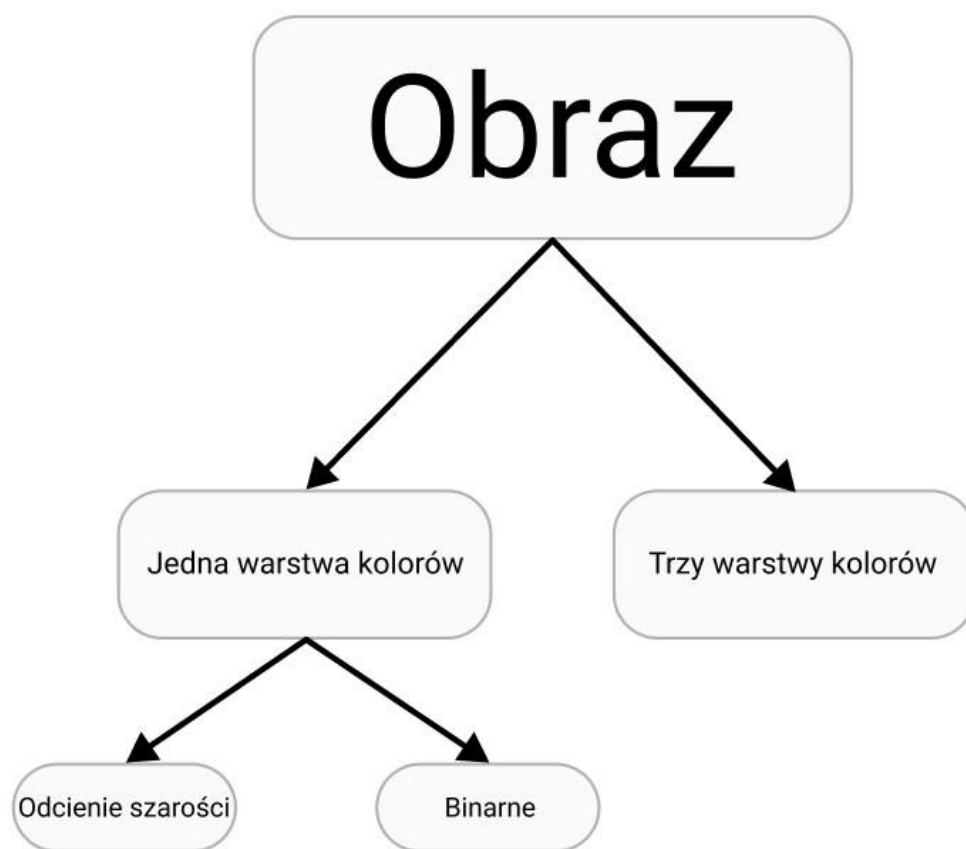 Obraz
Jedna warstwa kolorów
Trzy warstwy kolorów
Odcienie szarości
Binarne